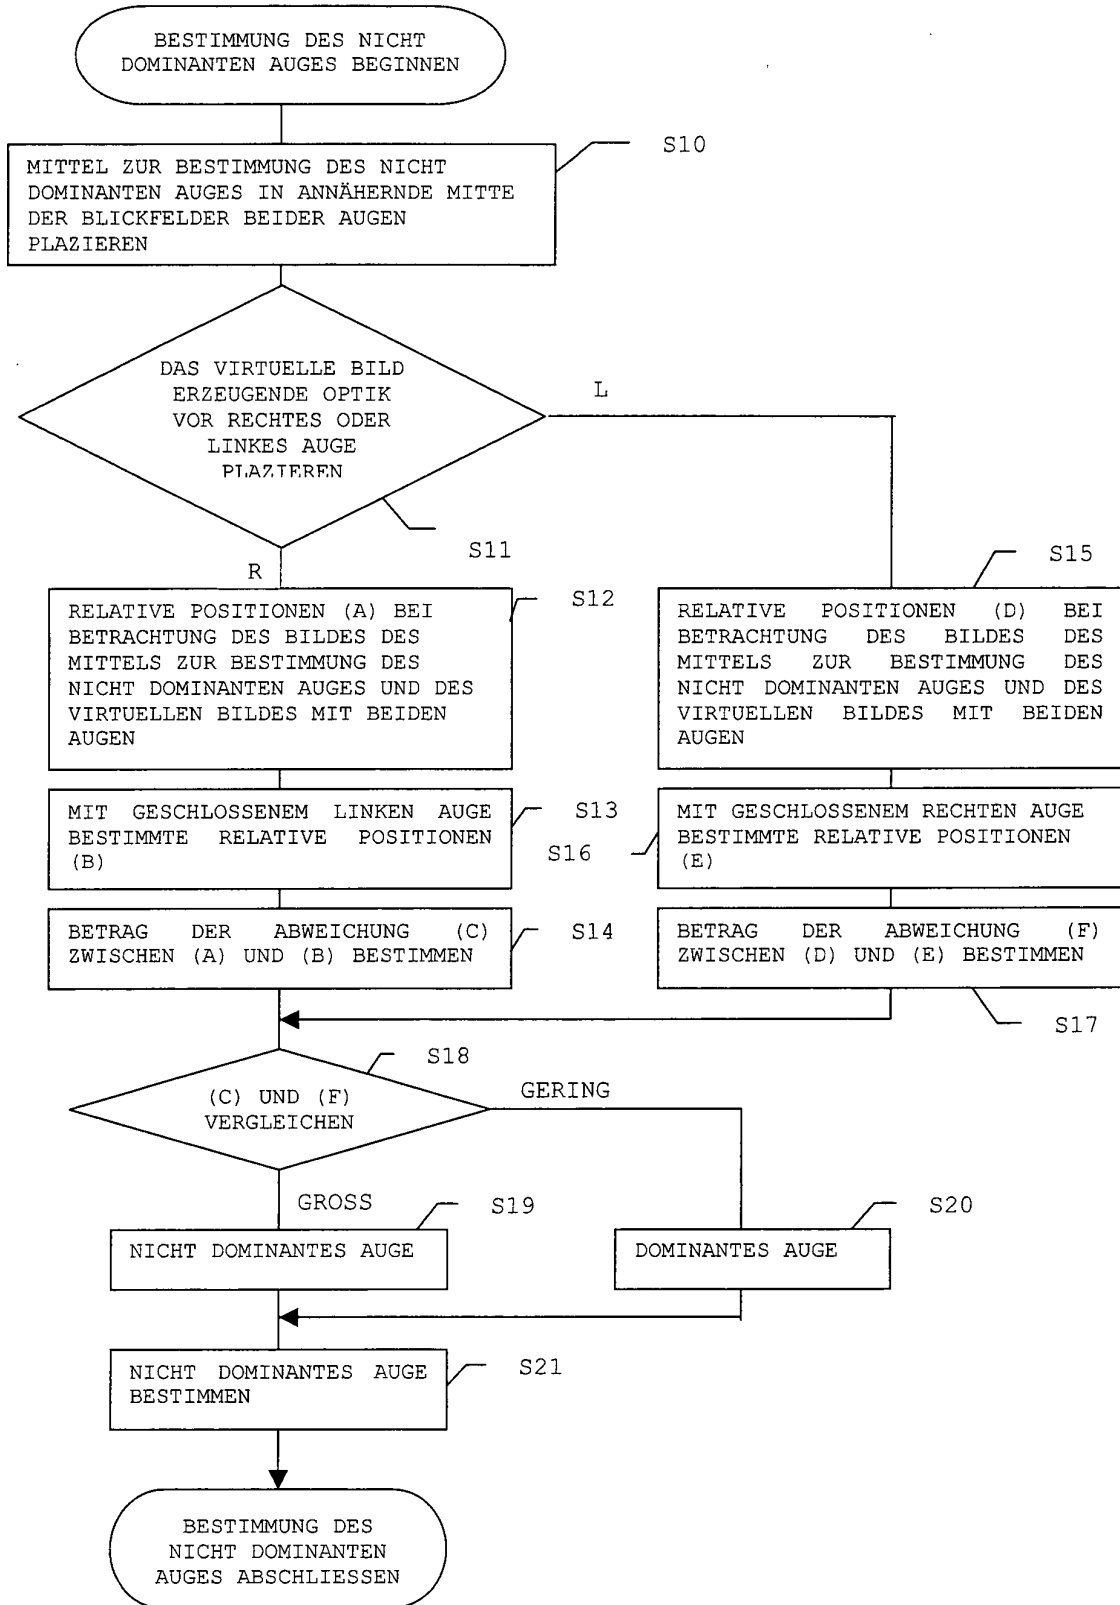 BESTIMMUNG DES NICHT
DOMINANTEN AUGES BEGINNEN
S10
MITTEL ZUR BESTIMMUNG DES NICHT
DOMINANTEN AUGES IN ANNÄHERNDE MITTE
DER BLICKFELDER BEIDER AUGEN
PLAZIEREN
DAS VIRTUELLE BILD
ERZEUGENDE OPTIK
VOR RECHTES ODER
LINKES AUGE
PLAZIEREN
L
S11
R
S12
RELATIVE POSITIONEN (A) BEI
BETRACHTUNG DES BILDES DES
MITTELS ZUR BESTIMMUNG DES
NICHT DOMINANTEN AUGES UND DES
VIRTUELLEN BILDES MIT BEIDEN
AUGEN
S15
RELATIVE POSITIONEN (D) BEI
BETRACHTUNG DES BILDES DES
MITTELS ZUR BESTIMMUNG DES
NICHT DOMINANTEN AUGES UND DES
VIRTUELLEN BILDES MIT BEIDEN
AUGEN
MIT GESCHLOSSENEM LINKEN AUGE
BESTIMMTE RELATIVE POSITIONEN
(B)
S13
S16
MIT GESCHLOSSENEM RECHTEN AUGE
BESTIMMTE RELATIVE POSITIONEN
(E)
BETRAG DER ABWEICHUNG (C)
ZWISCHEN (A) UND (B) BESTIMMEN
S14
BETRAG DER ABWEICHUNG (F)
ZWISCHEN (D) UND (E) BESTIMMEN
S17
S18
(C) UND (F)
VERGLEICHEN
GERING
GROSS
S19
NICHT DOMINANTES AUGE
S20
DOMINANTES AUGE
NICHT DOMINANTES AUGE
BESTIMMEN
S21
BESTIMMUNG DES
NICHT DOMINANTEN
AUGES ABSCHLIESSEN